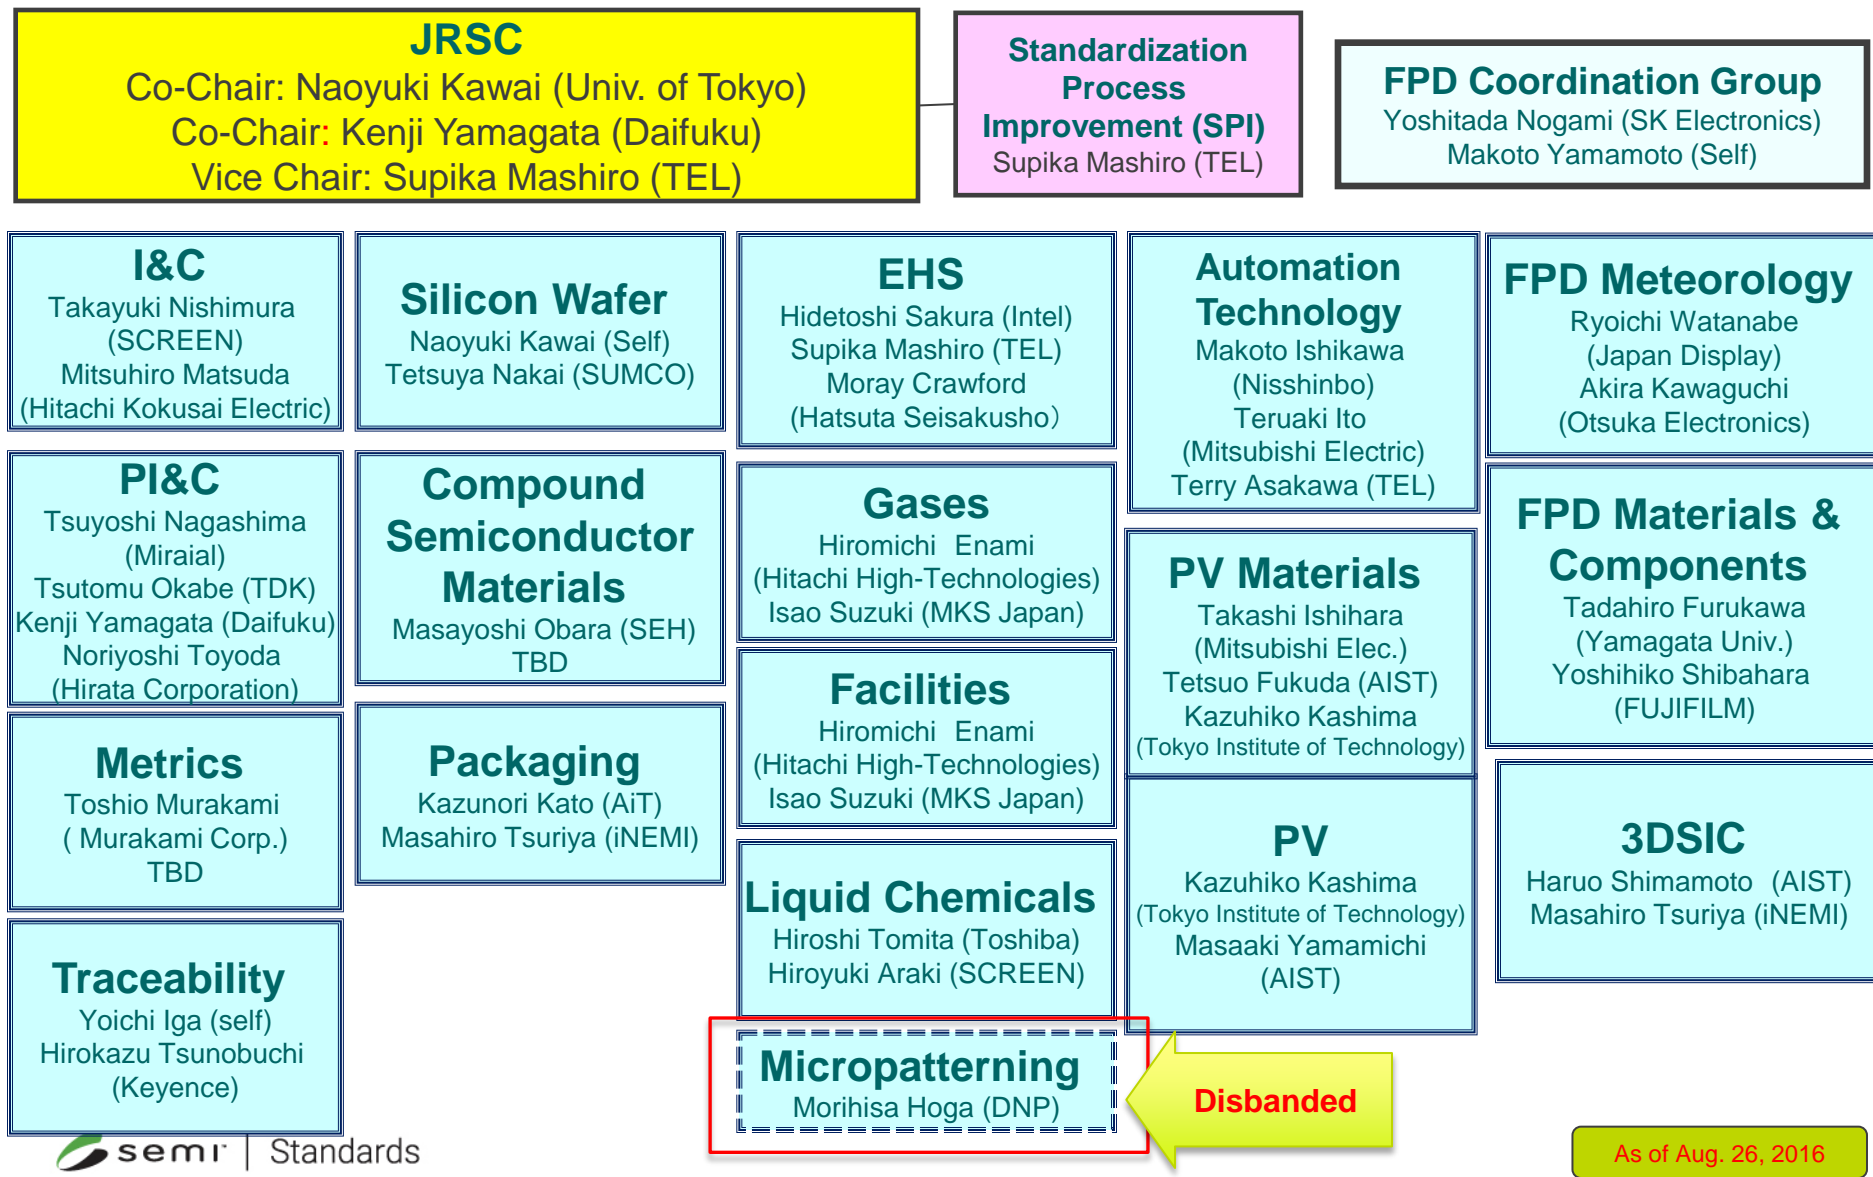 JRSC
Co-Chair: Naoyuki Kawai (Univ. of Tokyo)
Co-Chair: Kenji Yamagata (Daifuku)
Vice Chair: Supika Mashiro (TEL)
Standardization
Process
Improvement (SPI)
Supika Mashiro (TEL)
FPD Coordination Group
Yoshitada Nogami (SK Electronics)
Makoto Yamamoto (Self)
I&C
Takayuki Nishimura
(SCREEN)
Mitsuhiro Matsuda
(Hitachi Kokusai Electric)
PI&C
Tsuyoshi Nagashima
(Miraial)
Tsutomu Okabe (TDK)
Kenji Yamagata (Daifuku)
Noriyoshi Toyoda
(Hirata Corporation)
Metrics
Toshio Murakami
( Murakami Corp.)
TBD
Traceability
Yoichi Iga (self)
Hirokazu Tsunobuchi
(Keyence)
Silicon Wafer
Naoyuki Kawai (Self)
Tetsuya Nakai (SUMCO)
Compound
Semiconductor
Materials
Masayoshi Obara (SEH)
TBD
Packaging
Kazunori Kato (AiT)
Masahiro Tsuriya (iNEMI)
EHS
Hidetoshi Sakura (Intel)
Supika Mashiro (TEL)
Moray Crawford
(Hatsuta Seisakusho）
Gases
Hiromichi Enami
(Hitachi High-Technologies)
Isao Suzuki (MKS Japan)
Facilities
Hiromichi Enami
(Hitachi High-Technologies)
Isao Suzuki (MKS Japan)
Liquid Chemicals
Hiroshi Tomita (Toshiba)
Hiroyuki Araki (SCREEN)
Micropatterning
Morihisa Hoga (DNP)
Disbanded
Automation
Technology
Makoto Ishikawa
(Nisshinbo)
Teruaki Ito
(Mitsubishi Electric)
Terry Asakawa (TEL)
PV Materials
Takashi Ishihara
(Mitsubishi Elec.)
Tetsuo Fukuda (AIST)
Kazuhiko Kashima
(Tokyo Institute of Technology)
PV
Kazuhiko Kashima
(Tokyo Institute of Technology)
Masaaki Yamamichi
(AIST)
FPD Meteorology
Ryoichi Watanabe
(Japan Display)
Akira Kawaguchi
(Otsuka Electronics)
FPD Materials &
Components
Tadahiro Furukawa
(Yamagata Univ.)
Yoshihiko Shibahara
(FUJIFILM)
3DSIC
Haruo Shimamoto (AIST)
Masahiro Tsuriya (iNEMI)
semi | Standards
As of Aug. 26, 2016